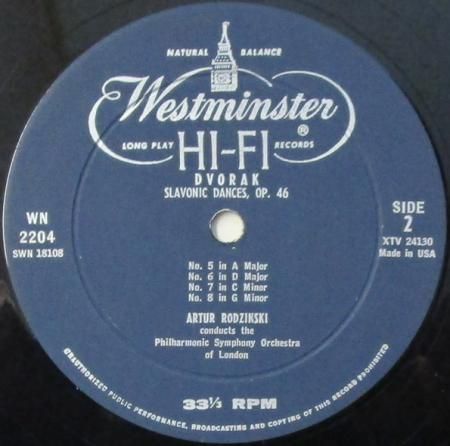 NATURAL BALANCE
Westminster
LONG PLAY HI-FI ® RECORDS
DVORAK
SLAVONIC DANCES, OP. 46
WN
2204
SWN 18108
SIDE
2
XTV 24130
Made in USA
No. 5 in A Major
No. 6 in D Major
No. 7 in C Minor
No. 8 in G Minor
ARTUR RODZINSKI
conducts the
Philharmonic Symphony Orchestra
of London
33⅓ RPM
UNAUTHORIZED PUBLIC PERFORMANCE, BROADCASTING AND COPYING OF THIS RECORD PROHIBITED